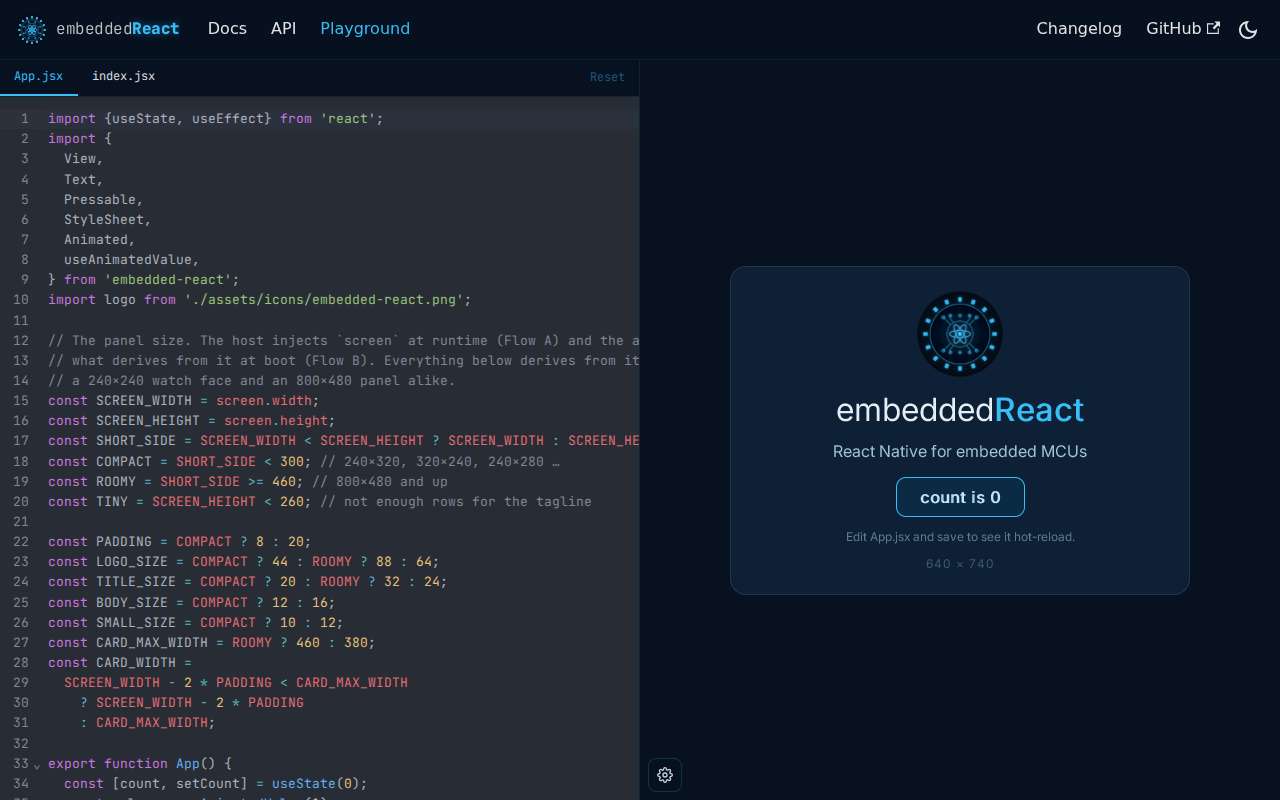 embeddedReact Docs API Playground Changelog GitHub
App.jsx index.jsx Reset
1 import {useState, useEffect} from 'react';
2 import {
3 View,
4 Text,
5 Pressable,
6 StyleSheet,
7 Animated,
8 useAnimatedValue,
9 } from 'embedded-react';
10 import logo from './assets/icons/embedded-react.png';
11
12 // The panel size. The host injects `screen` at runtime (Flow A) and the a
13 // what derives from it at boot (Flow B). Everything below derives from it
14 // a 240×240 watch face and an 800×480 panel alike.
15 const SCREEN_WIDTH = screen.width;
16 const SCREEN_HEIGHT = screen.height;
17 const SHORT_SIDE = SCREEN_WIDTH < SCREEN_HEIGHT ? SCREEN_WIDTH : SCREEN_HE
18 const COMPACT = SHORT_SIDE < 300; // 240×320, 320×240, 240×280 …
19 const ROOMY = SHORT_SIDE >= 460; // 800×480 and up
20 const TINY = SCREEN_HEIGHT < 260; // not enough rows for the tagline
21
22 const PADDING = COMPACT ? 8 : 20;
23 const LOGO_SIZE = COMPACT ? 44 : ROOMY ? 88 : 64;
24 const TITLE_SIZE = COMPACT ? 20 : ROOMY ? 32 : 24;
25 const BODY_SIZE = COMPACT ? 12 : 16;
26 const SMALL_SIZE = COMPACT ? 10 : 12;
27 const CARD_MAX_WIDTH = ROOMY ? 460 : 380;
28 const CARD_WIDTH =
29 SCREEN_WIDTH - 2 * PADDING < CARD_MAX_WIDTH
30 ? SCREEN_WIDTH - 2 * PADDING
31 : CARD_MAX_WIDTH;
32
33 export function App() {
34 const [count, setCount] = useState(0);
embeddedReact
React Native for embedded MCUs
count is 0
Edit App.jsx and save to see it hot-reload.
640 × 740